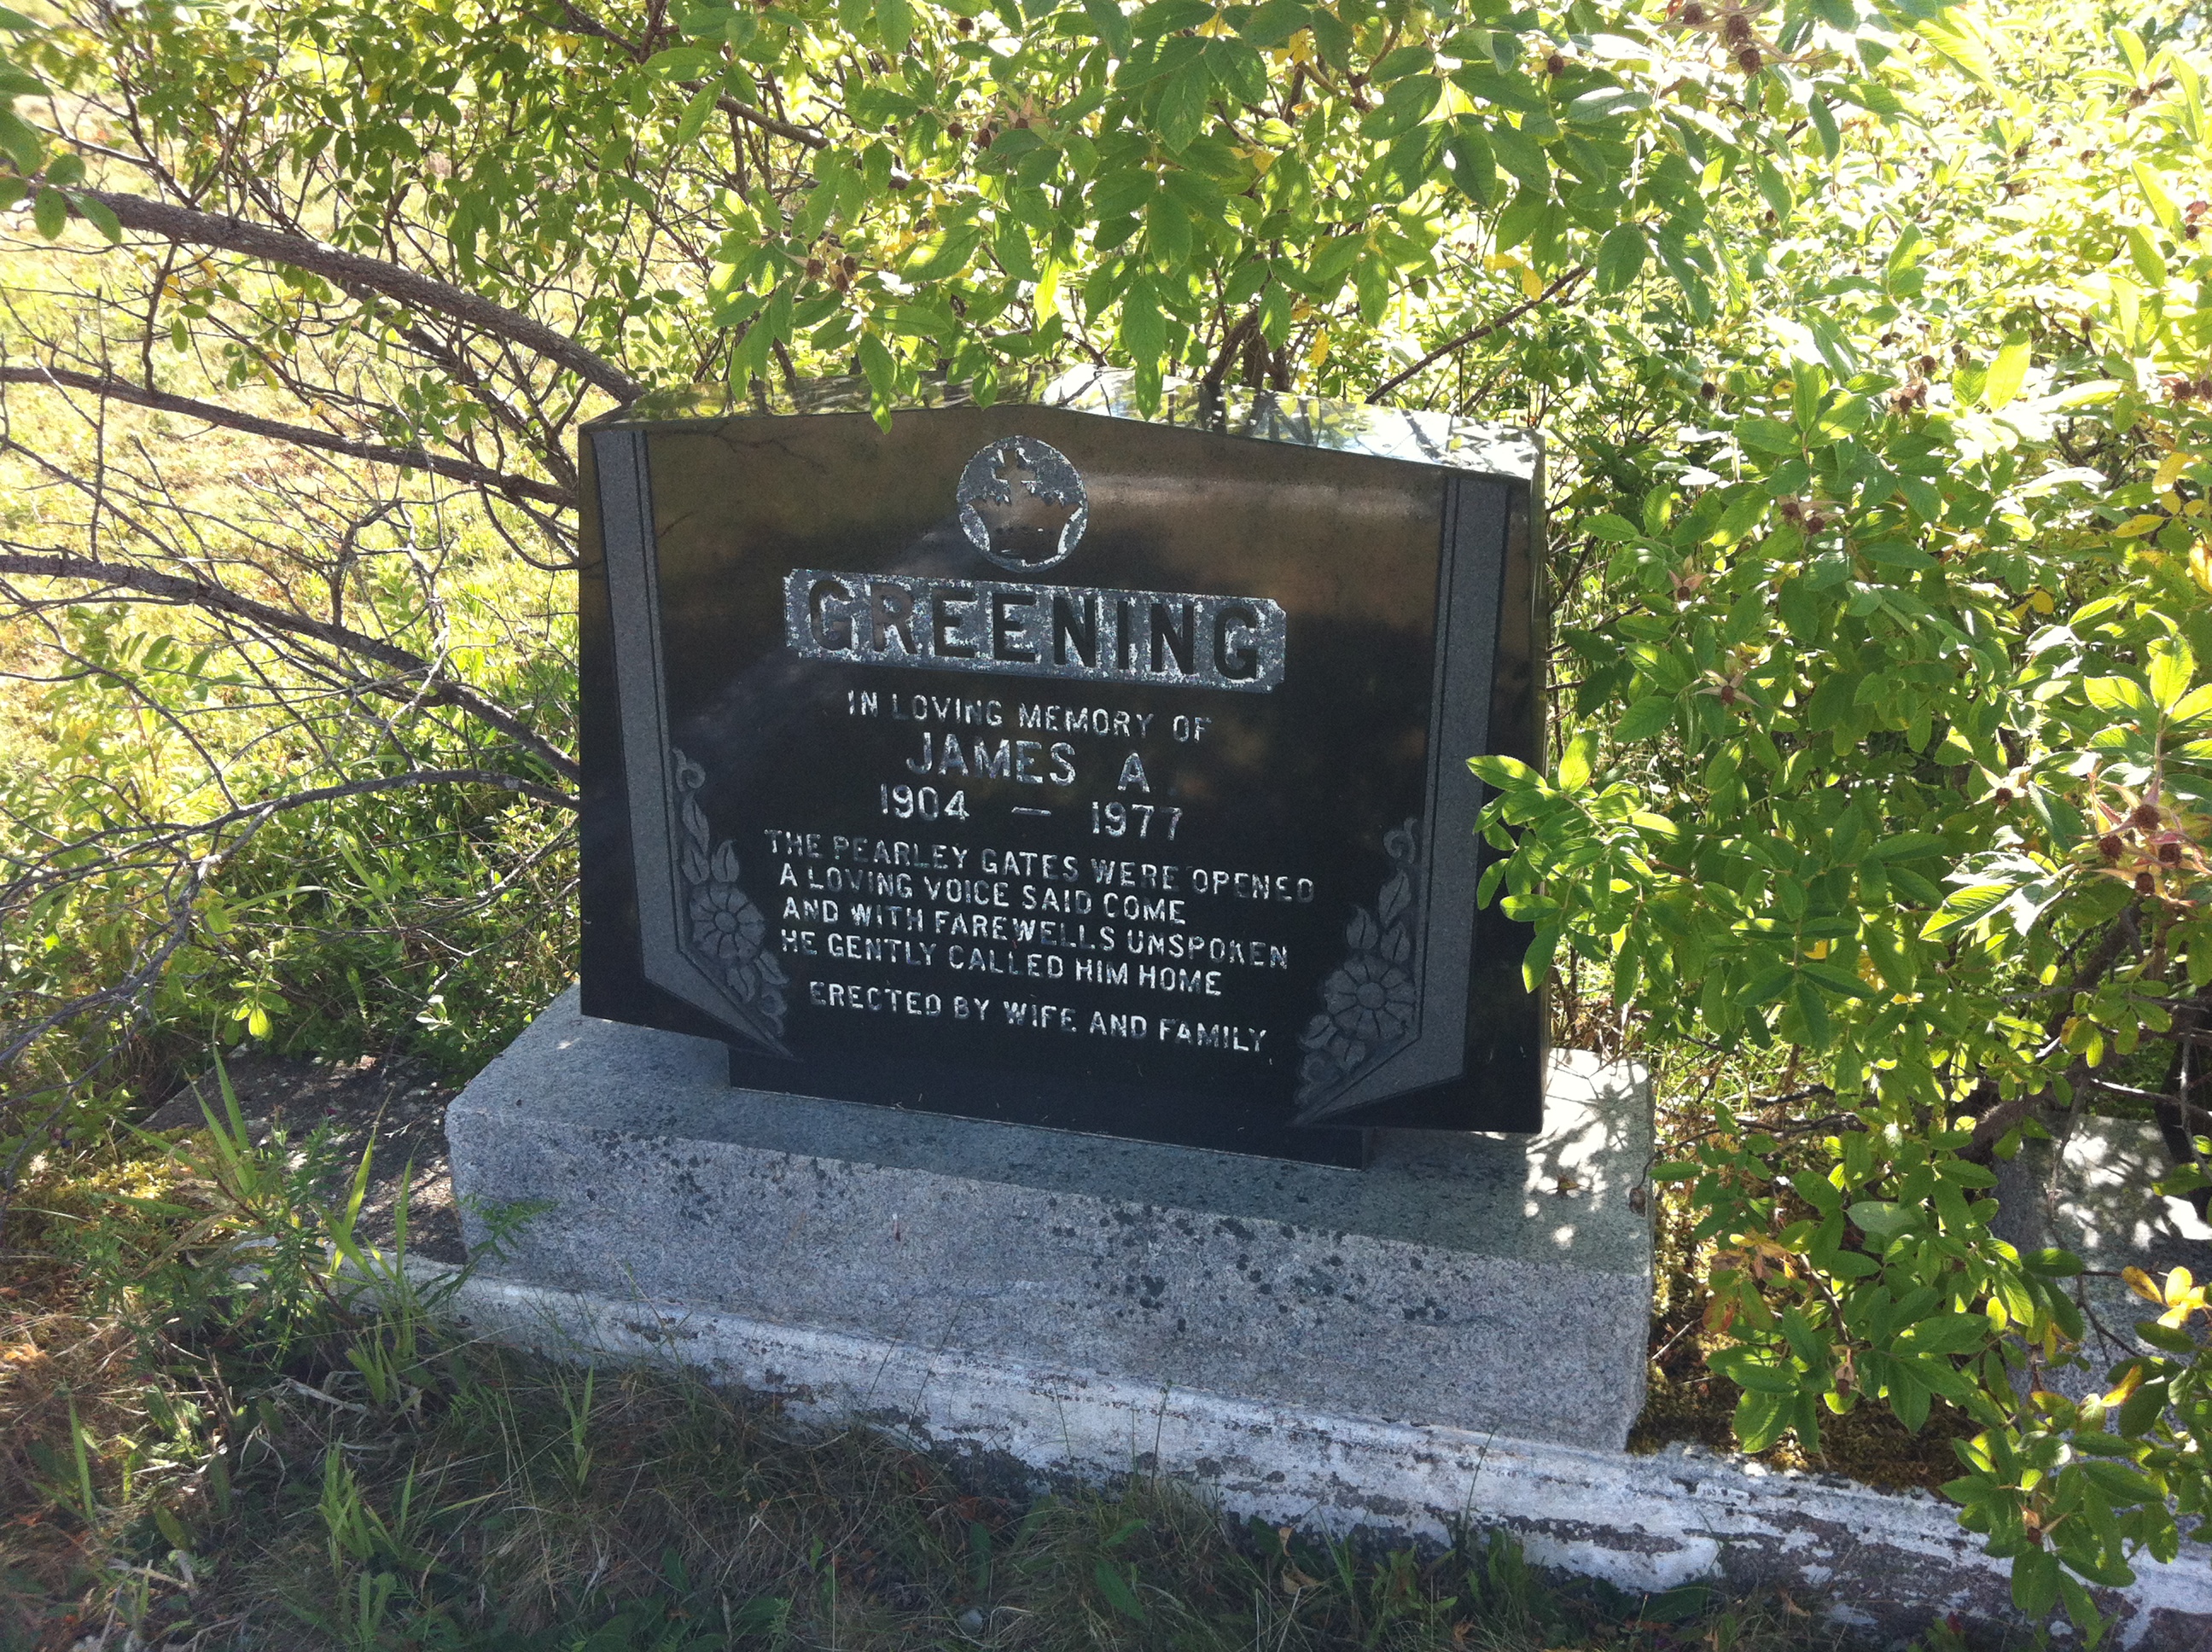 GREENING
IN LOVING MEMORY OF
JAMES A
1904 — 1977
THE PEARLEY GATES WERE OPENED
A LOVING VOICE SAID COME
AND WITH FAREWELLS UNSPOKEN
HE GENTLY CALLED HIM HOME
ERECTED BY WIFE AND FAMILY